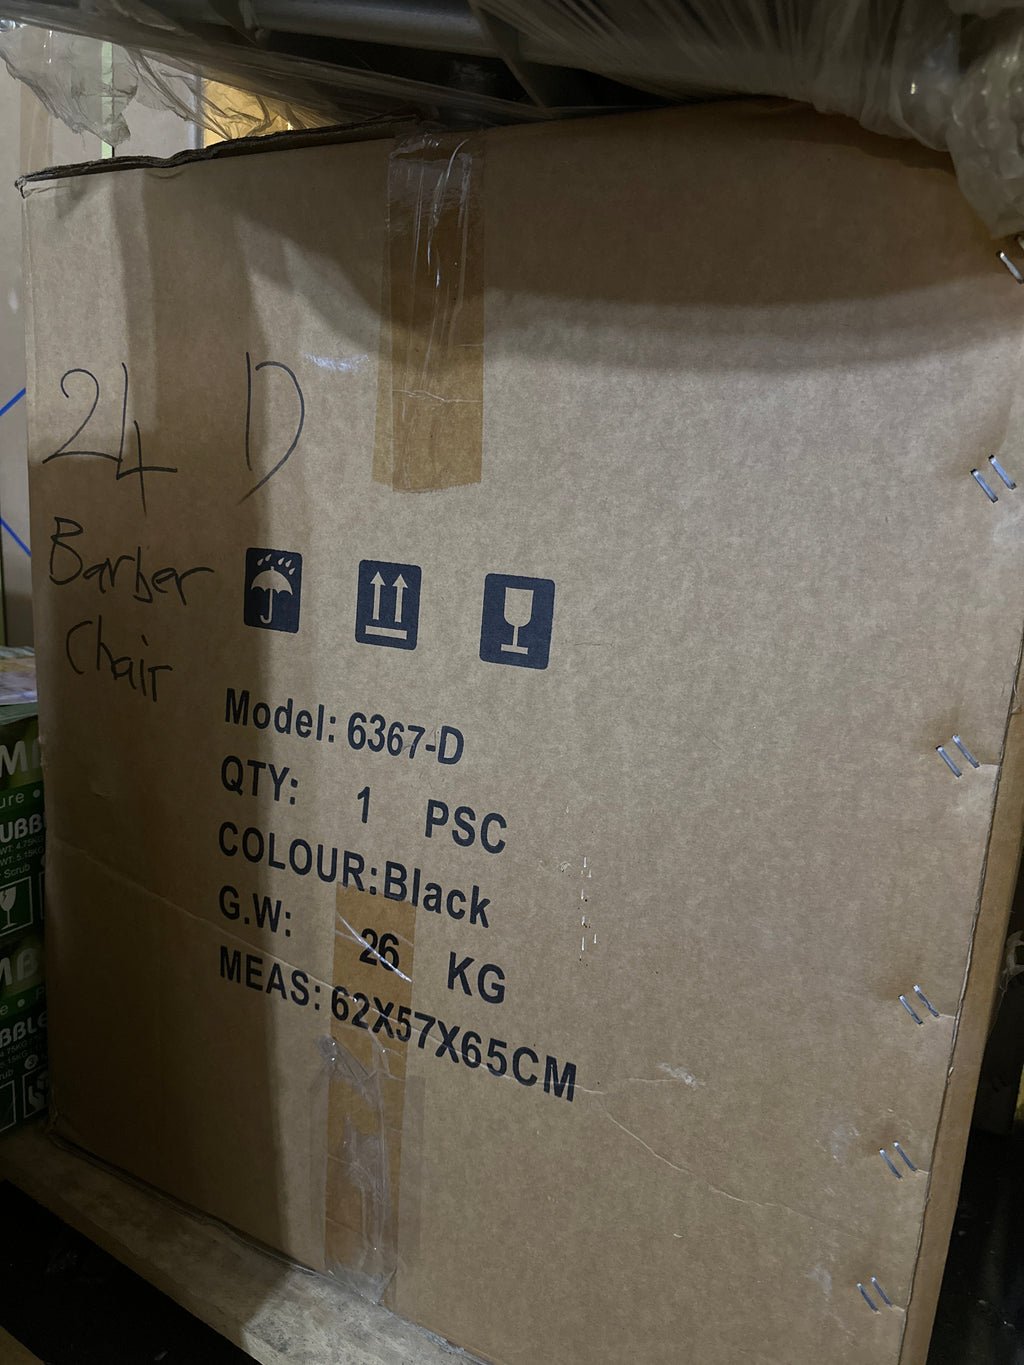 24 D
Barber
Chair
Model: 6367-D
QTY: 1 PSC
COLOUR:Black
G.W: 26 KG
MEAS: 62X57X65CM